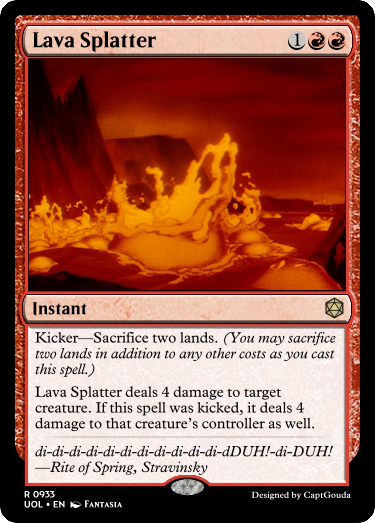 Lava Splatter 1
Instant
Kicker—Sacrifice two lands. (You may sacrifice
two lands in addition to any other costs as you cast
this spell.)
Lava Splatter deals 4 damage to target
creature. If this spell was kicked, it deals 4
damage to that creature's controller as well.
di-di-di-di-di-di-di-di-di-di-dDUH!-di-DUH!
—Rite of Spring, Stravinsky
R 0933
UOL • EN Fantasia
Designed by CaptGouda